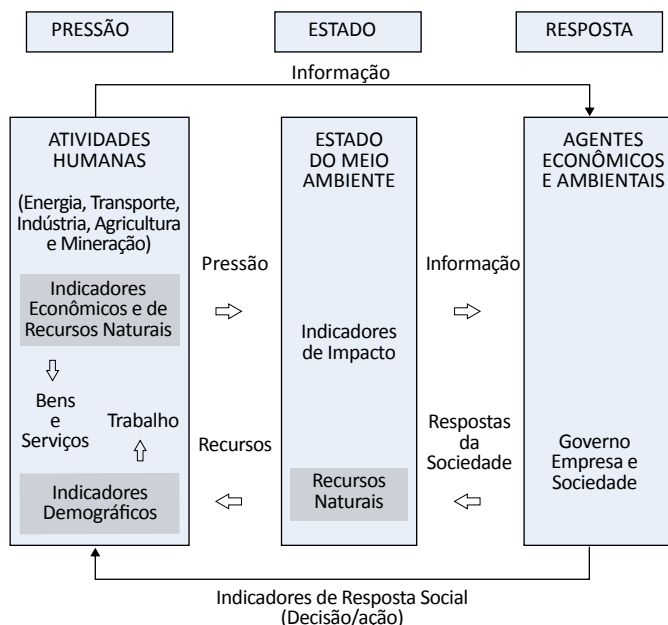 PRESSÃO
ESTADO
RESPOSTA
Informação
ATIVIDADES
HUMANAS
(Energia, Transporte,
Indústria, Agricultura
e Mineração)
Indicadores
Econômicos e de
Recursos Naturais
Bens
e
Serviços
Trabalho
Indicadores
Demográficos
Pressão
Recursos
ESTADO
DO MEIO
AMBIENTE
Indicadores
de Impacto
Recursos
Naturais
Informação
Respostas
da
Sociedade
AGENTES
ECONÔMICOS
E AMBIENTAIS
Governo
Empresa e
Sociedade
Indicadores de Resposta Social
(Decisão/ação)